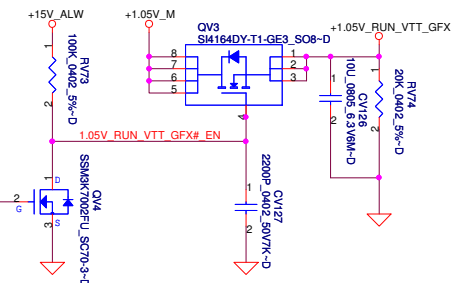 +15V_ALW
+1.05V_M
QV3
SI4164DY-T1-GE3_SO8~D
+1.05V_RUN_VTT_GFX
8
7
6
5
1
2
3
4
1
2
RV73
100K_0402_5%~D
1
2
CV126
10U_0805_6.3V6M~D
1
2
RV74
20K_0402_5%~D
1.05V_RUN_VTT_GFX#_EN
1
D
2
G
3
S
QV4
SSM3K7002FU_SC70-3~D
1
2
CV127
2200P_0402_50V7K~D